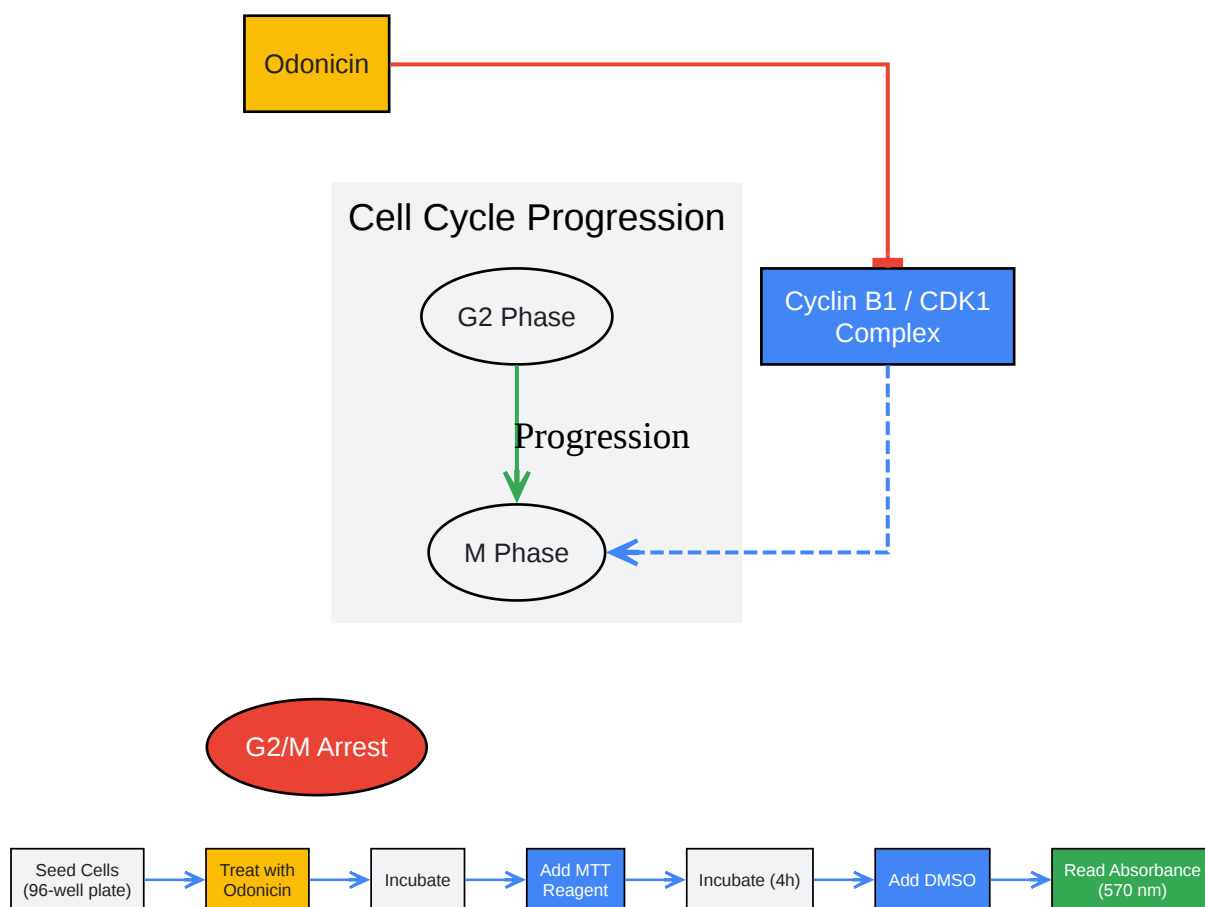 Odonicin
Cell Cycle Progression
G2 Phase
Cyclin B1 / CDK1
Complex
Progression
M Phase
G2/M Arrest
Seed Cells
(96-well plate)
Treat with
Odonicin
Incubate
Add MTT
Reagent
Incubate (4h)
Add DMSO
Read Absorbance
(570 nm)